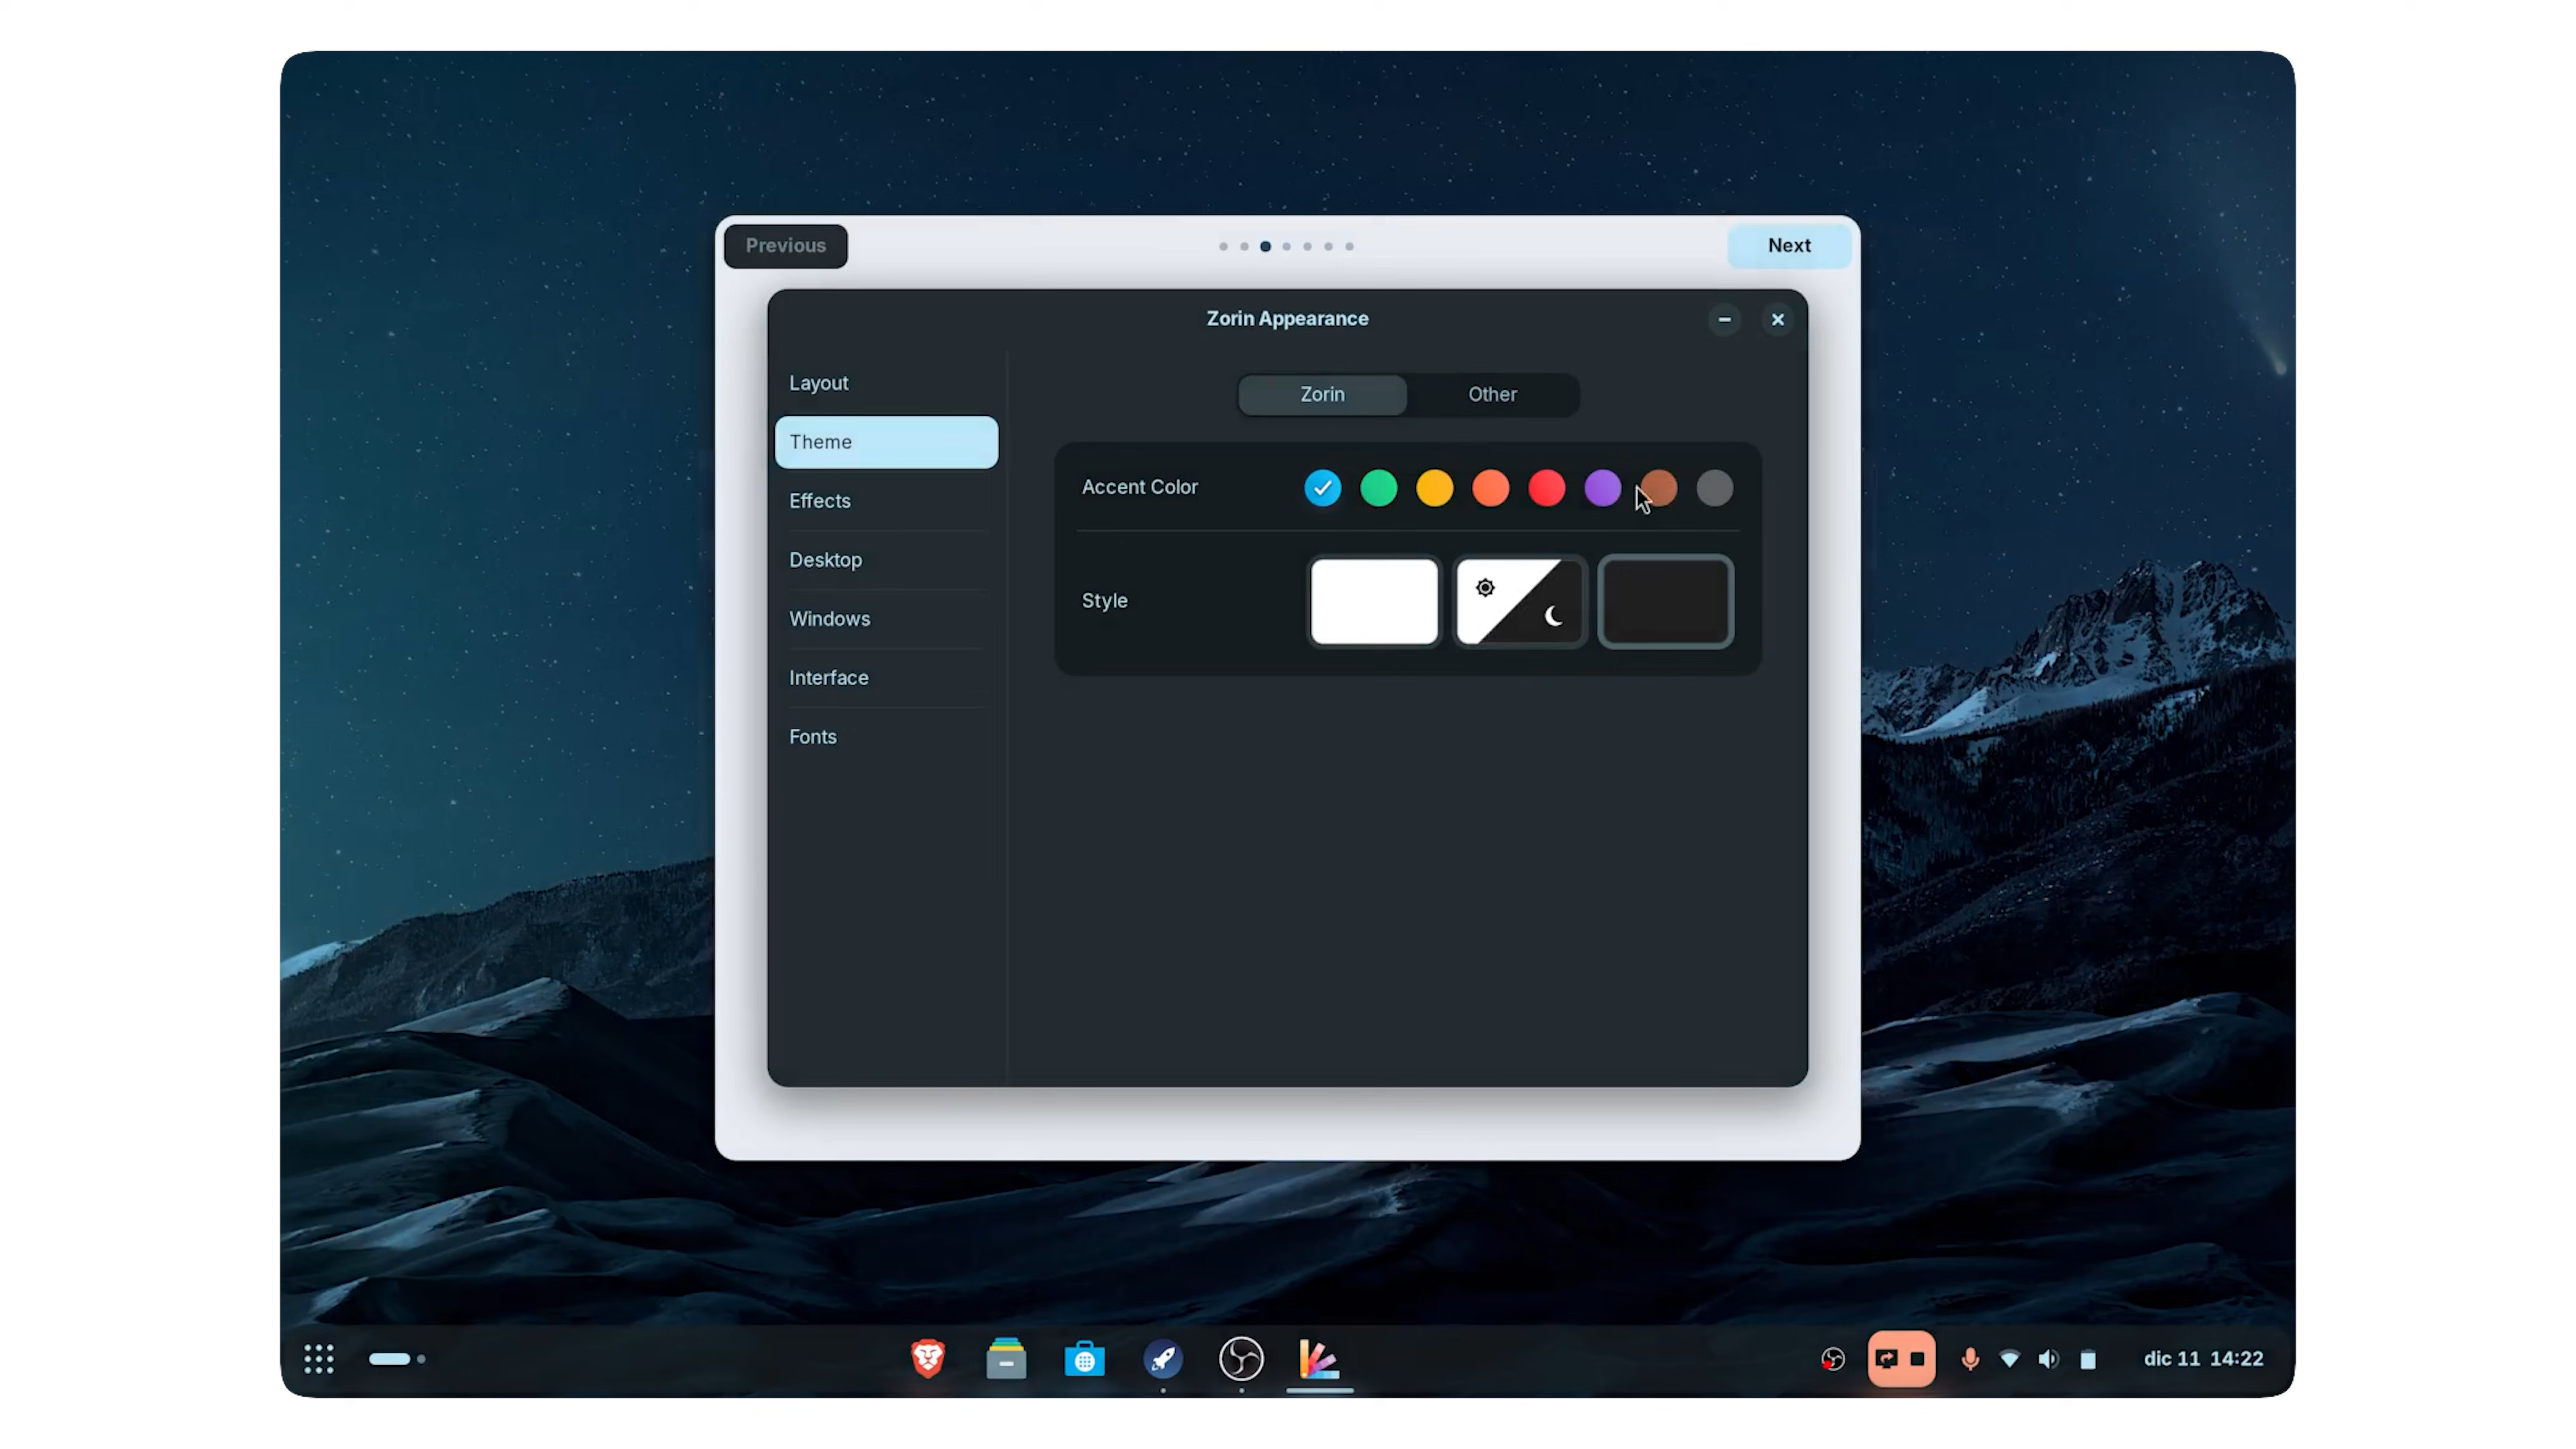 Previous
Next
Zorin Appearance
Layout
Theme
Effects
Desktop
Windows
Interface
Fonts
Zorin
Other
Accent Color
Style
dic 11 14:22